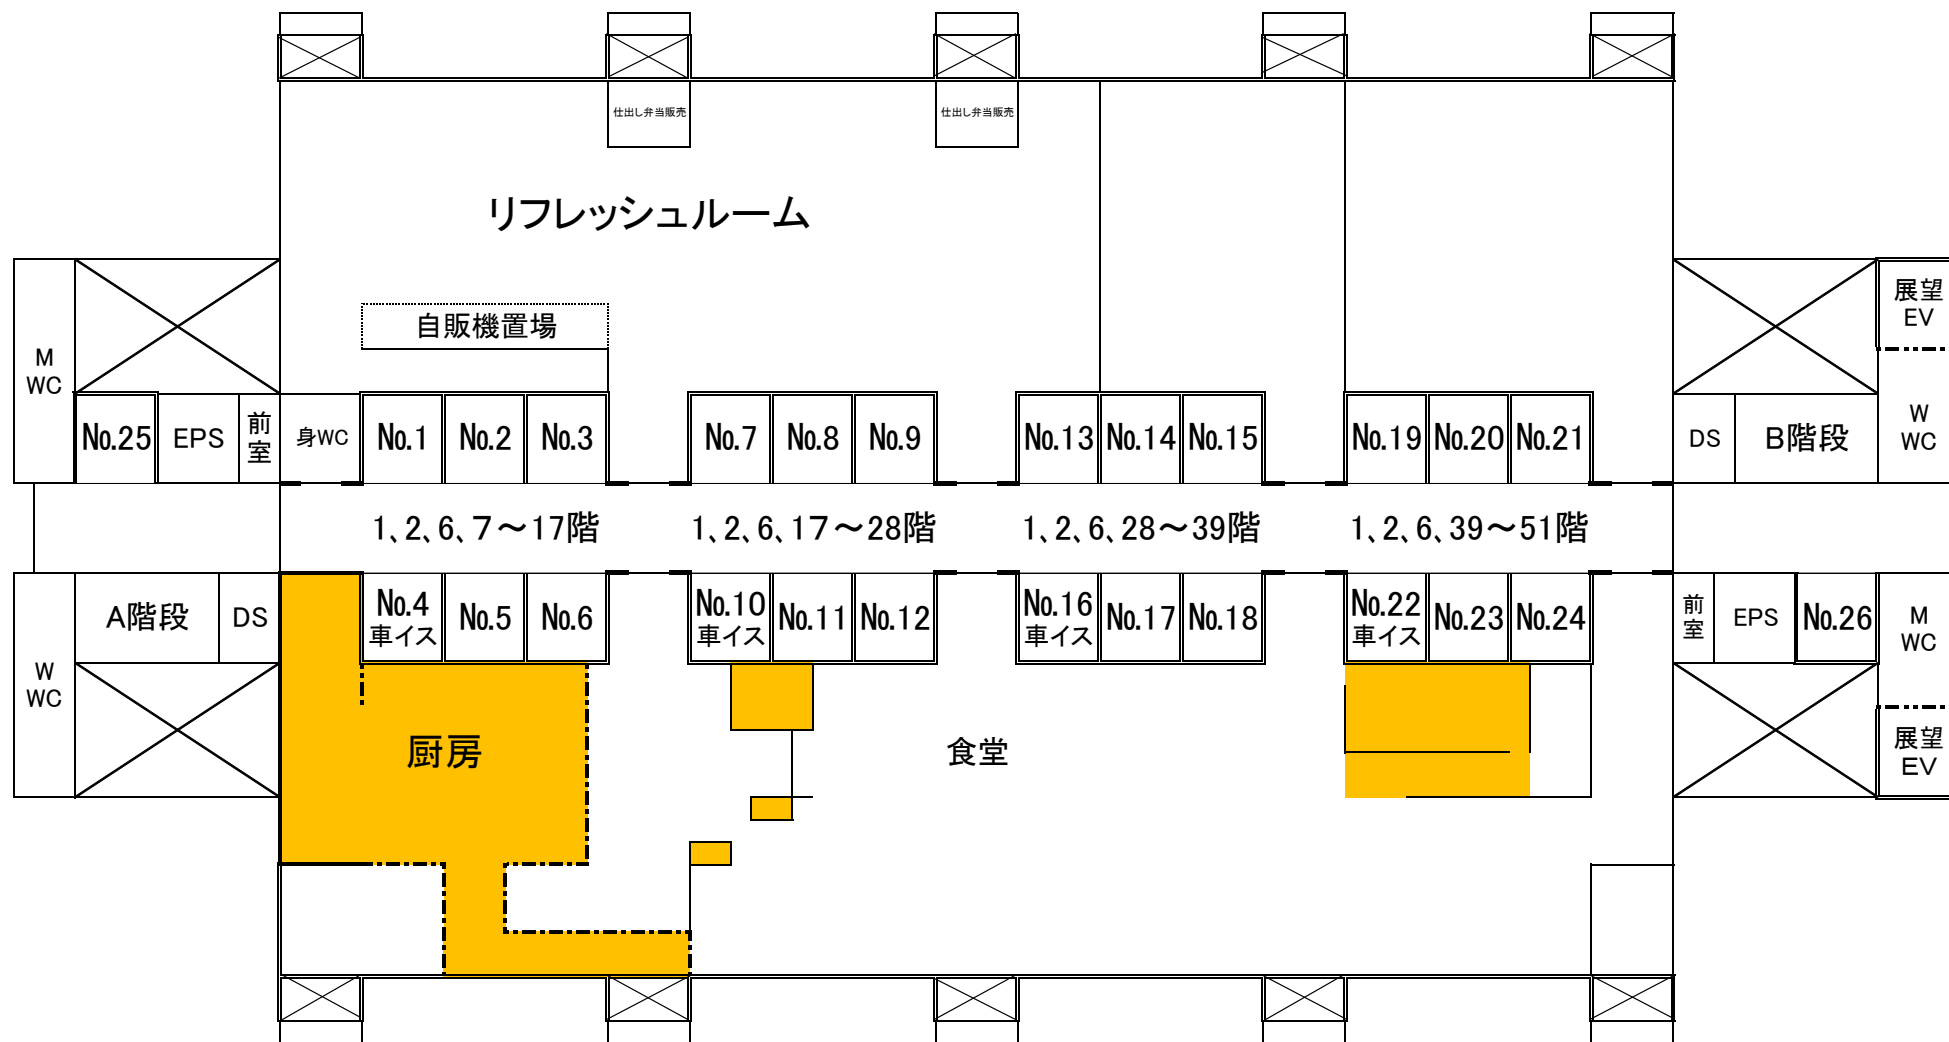 仕出し弁当販売
仕出し弁当販売
リフレッシュルーム
自販機置場
展望
EV
M
WC
No.25
EPS
前
室
身WC
No.1
No.2
No.3
No.7
No.8
No.9
No.13
No.14
No.15
No.19
No.20
No.21
DS
B階段
W
WC
1、2、6、7～17階
1、2、6、17～28階
1、2、6、28～39階
1、2、6、39～51階
A階段
DS
No.4
車イス
No.5
No.6
No.10
車イス
No.11
No.12
No.16
車イス
No.17
No.18
No.22
車イス
No.23
No.24
前
室
EPS
No.26
M
WC
W
WC
厨房
食堂
展望
EV